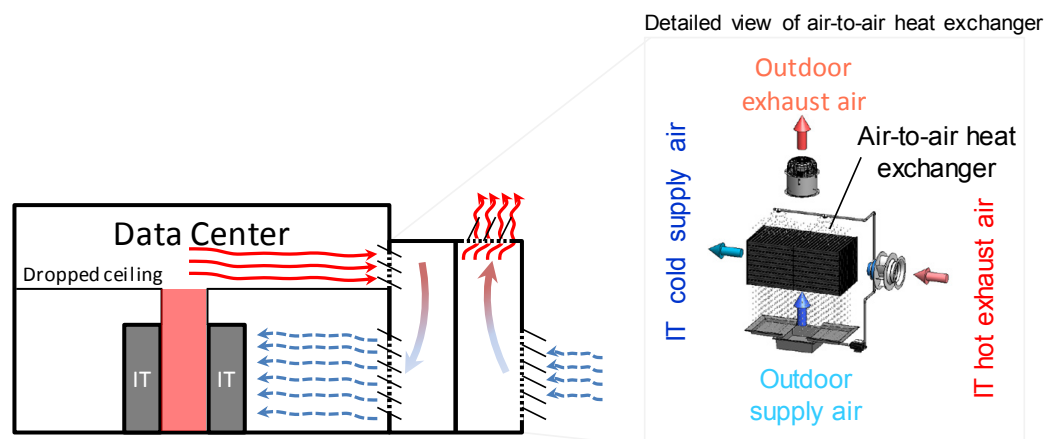 Detailed view of air-to-air heat exchanger
Outdoor
exhaust air
Air-to-air heat
exchanger
IT cold supply air
IT hot exhaust air
Outdoor
supply air
Data Center
Dropped ceiling
IT
IT